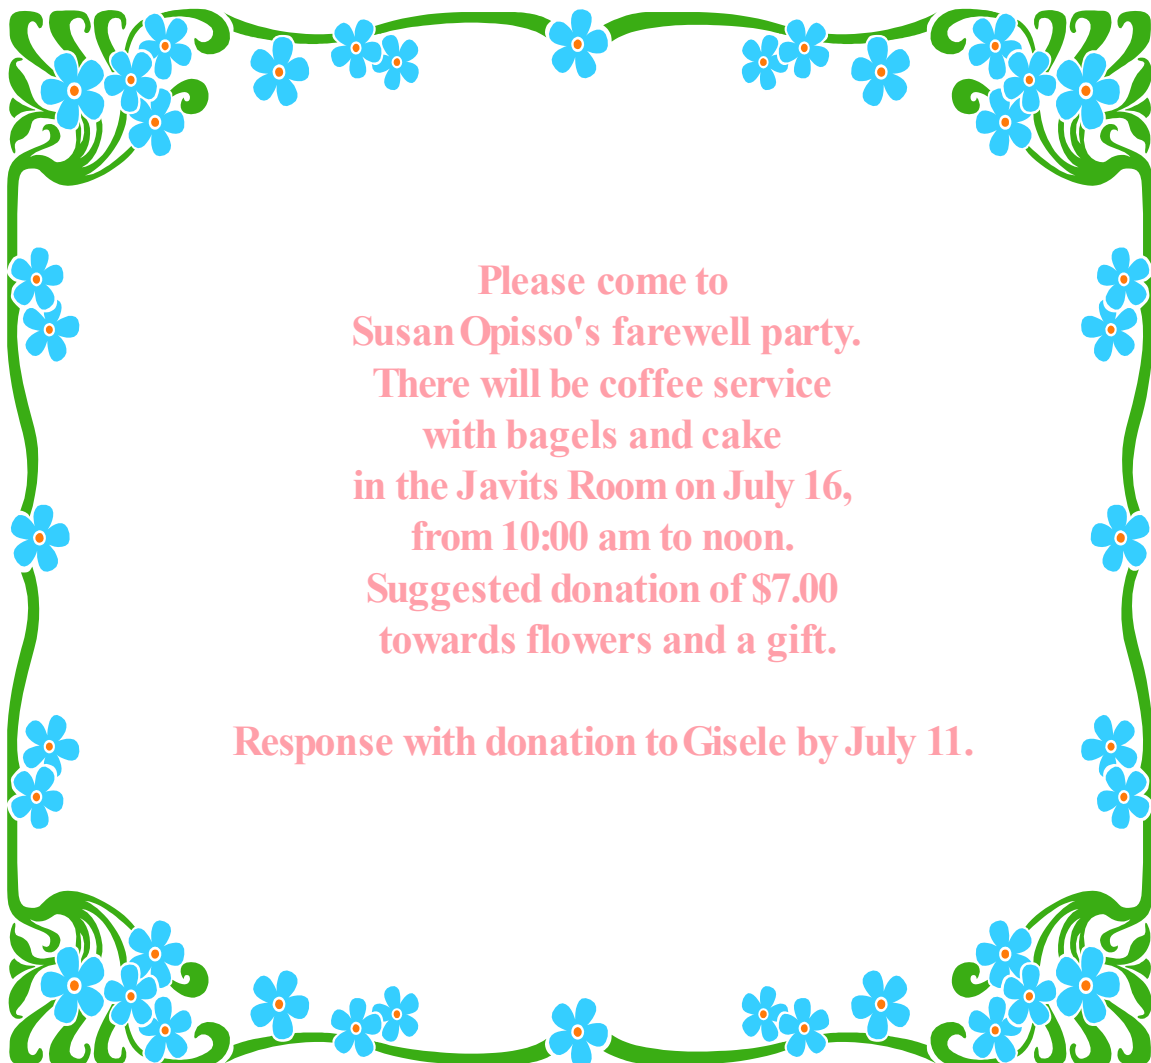 Please come to
Susan Opisso's farewell party.
There will be coffee service
with bagels and cake
in the Javits Room on July 16,
from 10:00 am to noon.
Suggested donation of $7.00
towards flowers and a gift.
Response with donation to Gisele by July 11.